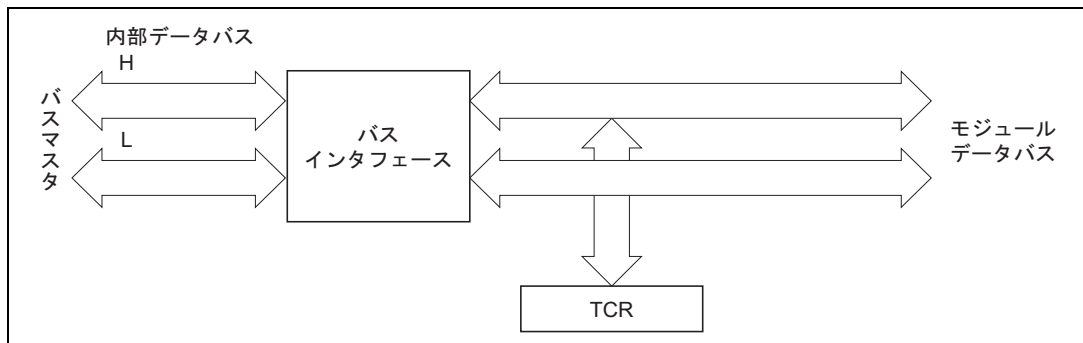 内部データバス
H
L
バスマスタ
バス
インタフェース
モジュール
データバス
TCR